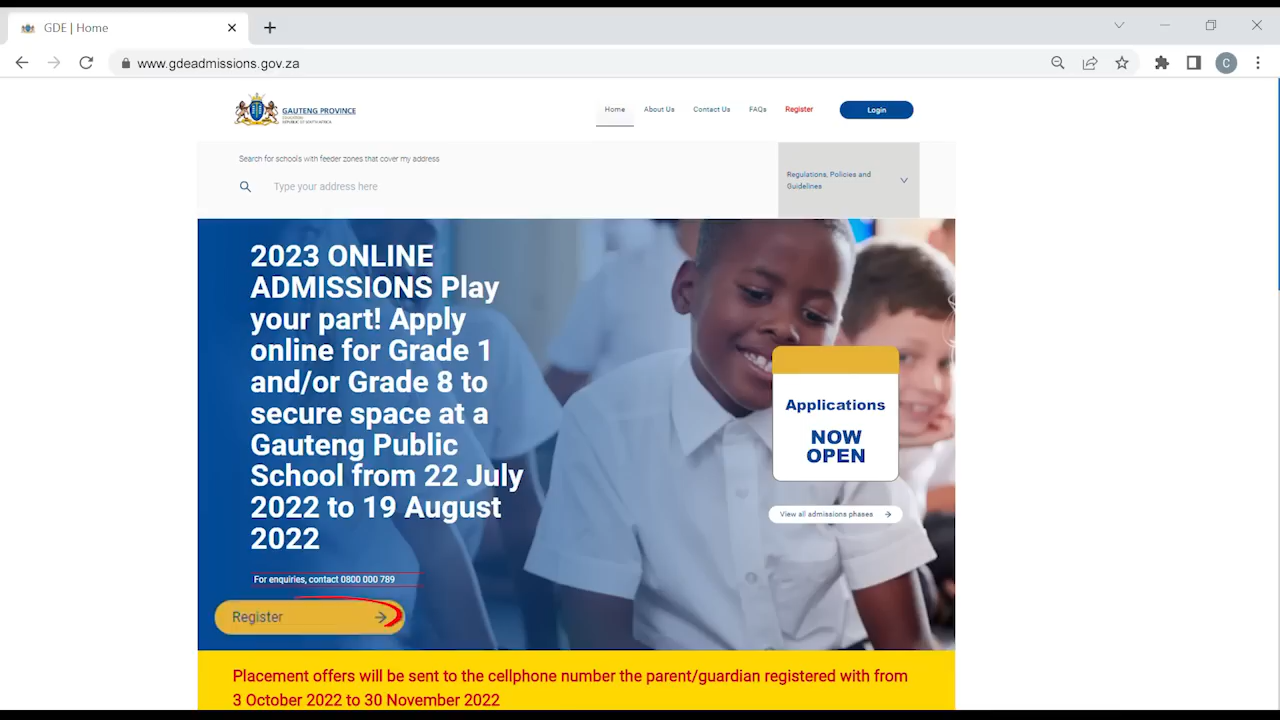 GDE | Home
www.gdeadmissions.gov.za
C
GAUTENG PROVINCE
EDUCATION
REPUBLIC OF SOUTH AFRICA
Home About Us Contact Us FAQs Register Login
Search for schools with feeder zones that cover my address
Type your address here
Regulations, Policies and
Guidelines
2023 ONLINE
ADMISSIONS Play
your part! Apply
online for Grade 1
and/or Grade 8 to
secure space at a
Gauteng Public
School from 22 July
2022 to 19 August
2022
Applications
NOW
OPEN
View all admissions phases
For enquiries, contact 0800 000 789
Register
Placement offers will be sent to the cellphone number the parent/guardian registered with from
3 October 2022 to 30 November 2022